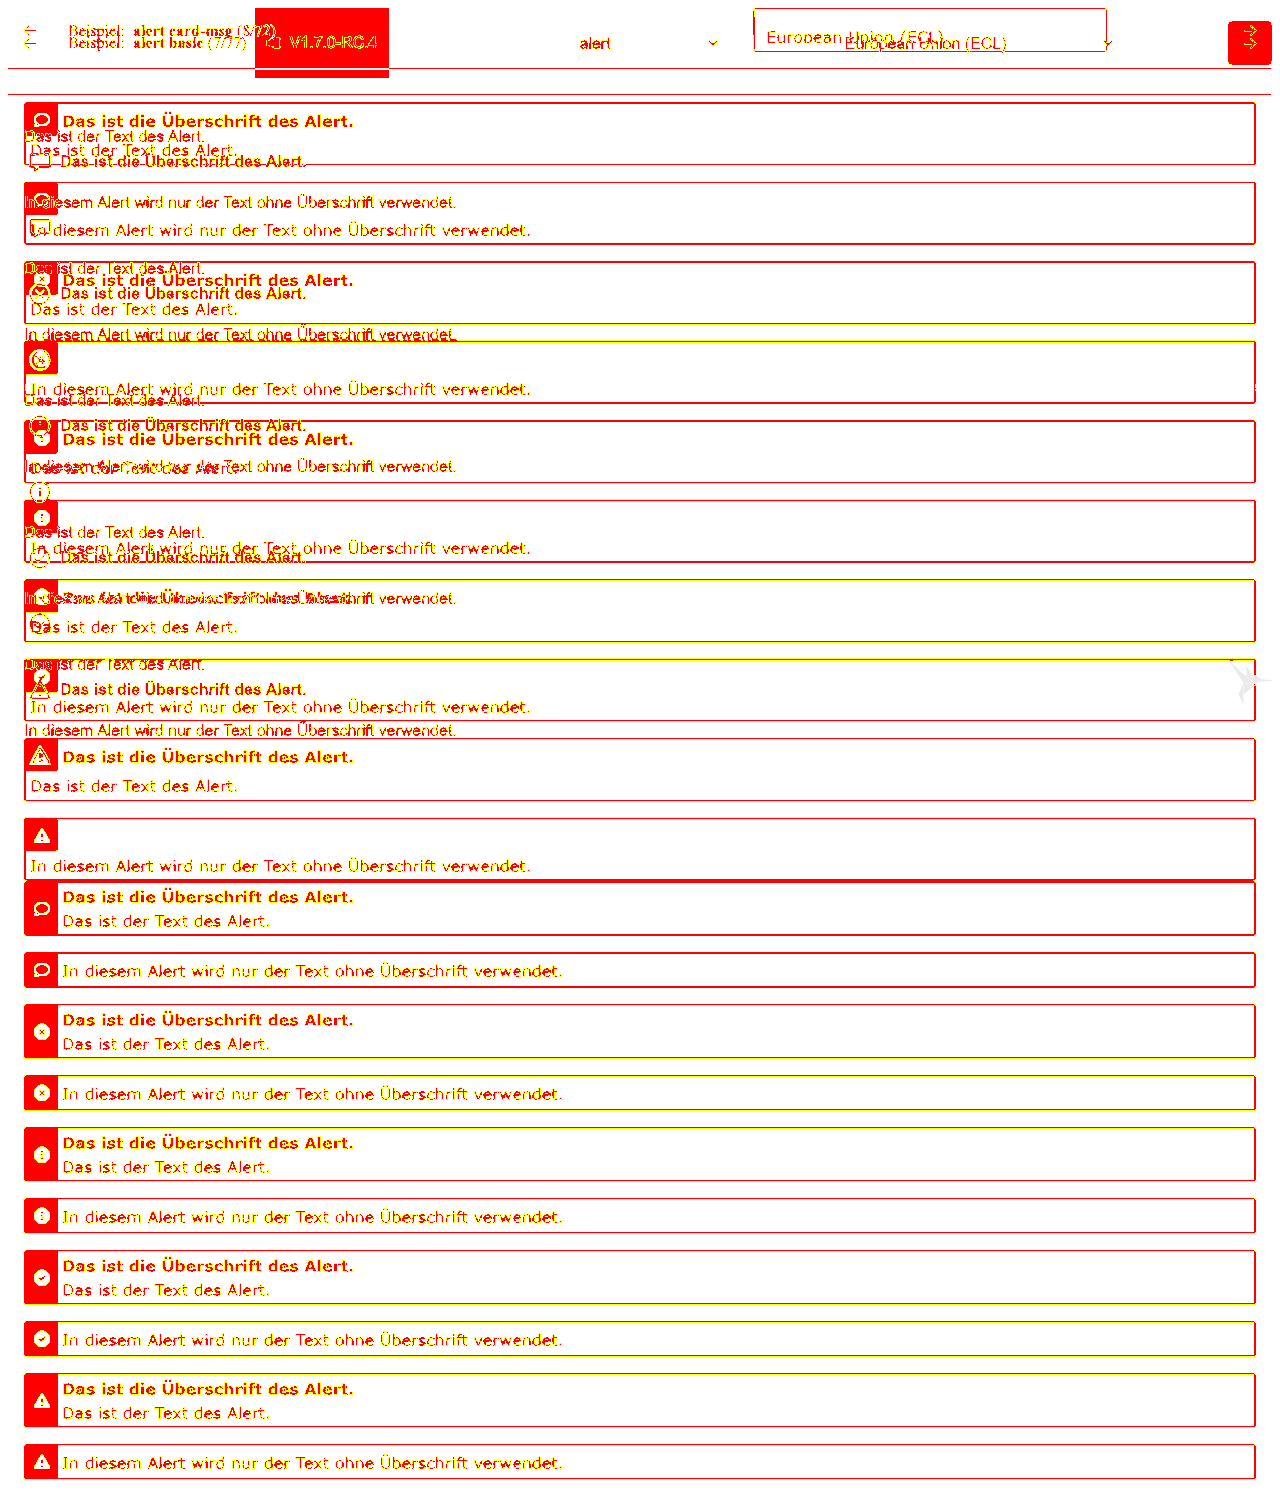 Beispiel: alert card-msg (8/72)
Beispiel: alert basic (7/77)
V1.7.0-RC.4
alert
European Union (ECL)
European Union (ECL)
Das ist die Überschrift des Alert.
Das ist der Text des Alert.
Das ist der Text des Alert.
Das ist die Überschrift des Alert.
In diesem Alert wird nur der Text ohne Überschrift verwendet.
In diesem Alert wird nur der Text ohne Überschrift verwendet.
Das ist der Text des Alert.
Das ist die Überschrift des Alert.
Das ist die Überschrift des Alert.
Das ist der Text des Alert.
In diesem Alert wird nur der Text ohne Überschrift verwendet.
In diesem Alert wird nur der Text ohne Überschrift verwendet.
Das ist der Text des Alert.
Das ist die Überschrift des Alert.
Das ist die Überschrift des Alert.
In diesem Alert wird nur der Text ohne Überschrift verwendet.
Das ist der Text des Alert.
Das ist der Text des Alert.
In diesem Alert wird nur der Text ohne Überschrift verwendet.
Das ist die Überschrift des Alert.
In diesem Alert wird nur der Text ohne Überschrift verwendet.
Das ist der Text des Alert.
Das ist der Text des Alert.
Das ist die Überschrift des Alert.
In diesem Alert wird nur der Text ohne Überschrift verwendet.
In diesem Alert wird nur der Text ohne Überschrift verwendet.
Das ist die Überschrift des Alert.
Das ist der Text des Alert.
In diesem Alert wird nur der Text ohne Überschrift verwendet.
Das ist die Überschrift des Alert.
Das ist der Text des Alert.
In diesem Alert wird nur der Text ohne Überschrift verwendet.
Das ist die Überschrift des Alert.
Das ist der Text des Alert.
In diesem Alert wird nur der Text ohne Überschrift verwendet.
Das ist die Überschrift des Alert.
Das ist der Text des Alert.
In diesem Alert wird nur der Text ohne Überschrift verwendet.
Das ist die Überschrift des Alert.
Das ist der Text des Alert.
In diesem Alert wird nur der Text ohne Überschrift verwendet.
Das ist die Überschrift des Alert.
Das ist der Text des Alert.
In diesem Alert wird nur der Text ohne Überschrift verwendet.